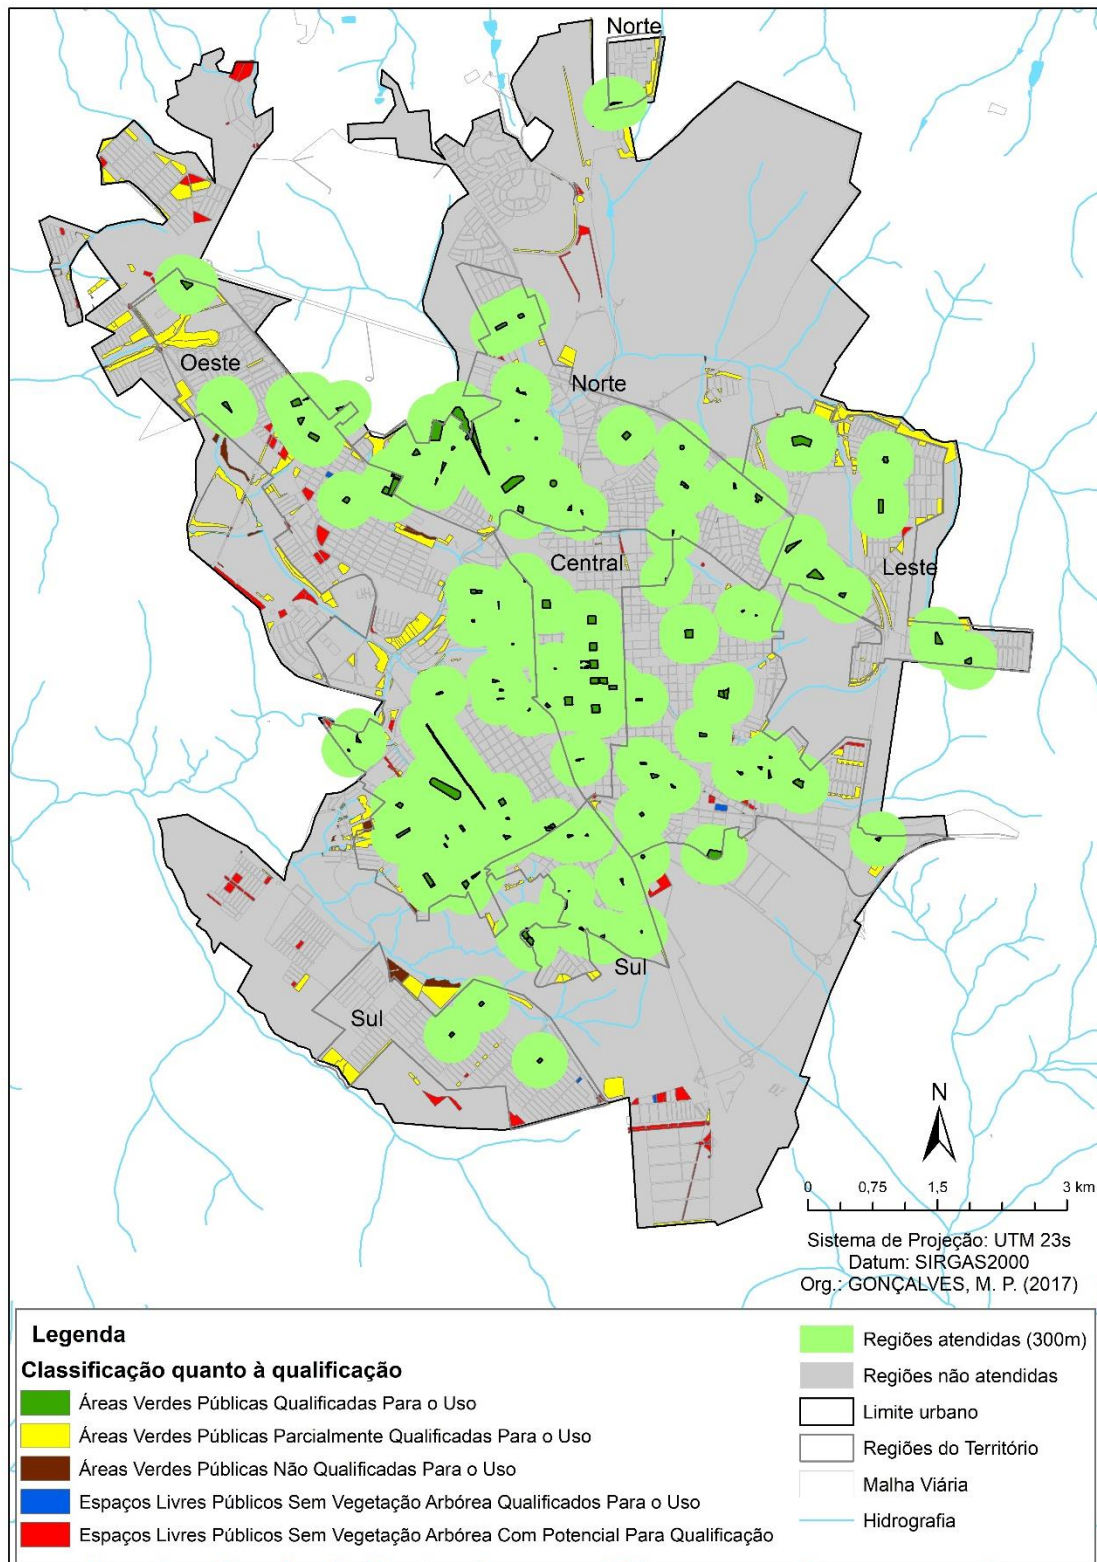 Norte
Oeste
Norte
Central
Leste
Sul
Sul
N
0 0,75 1,5 3 km
Sistema de Projeção: UTM 23s
Datum: SIRGAS2000
Org.: GONÇALVES, M. P. (2017)
Legenda
Classificação quanto à qualificação
Áreas Verdes Públicas Qualificadas Para o Uso
Áreas Verdes Públicas Parcialmente Qualificadas Para o Uso
Áreas Verdes Públicas Não Qualificadas Para o Uso
Espaços Livres Públicos Sem Vegetação Arbórea Qualificados Para o Uso
Espaços Livres Públicos Sem Vegetação Arbórea Com Potencial Para Qualificação
Regiões atendidas (300m)
Regiões não atendidas
Limite urbano
Regiões do Território
Malha Viária
Hidrografia